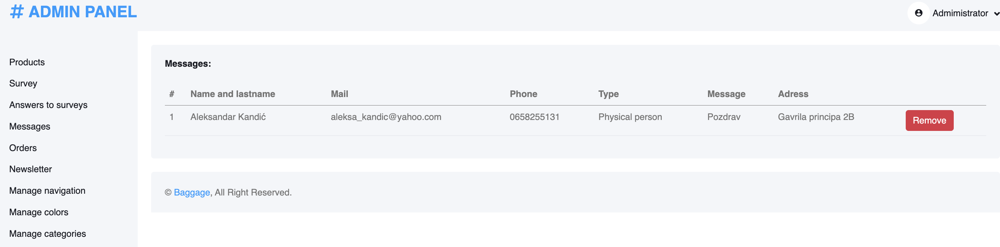 # ADMIN PANEL
Admimistrator
Products
Survey
Answers to surveys
Messages
Orders
Newsletter
Manage navigation
Manage colors
Manage categories
Messages:
# Name and lastname Mail Phone Type Message Adress
1 Aleksandar Kandić aleksa_kandic@yahoo.com 0658255131 Physical person Pozdrav Gavrila principa 2B Remove
© Baggage, All Right Reserved.